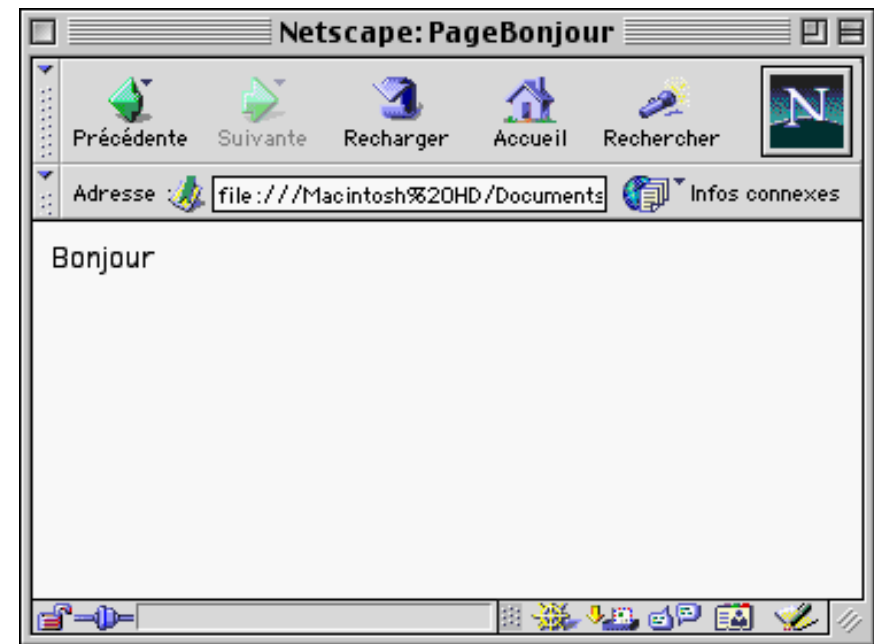 Netscape: PageBonjour
Précédente Suivante Recharger Accueil Rechercher N
Adresse : file:///Macintosh%20HD/Documents Infos connexes
Bonjour